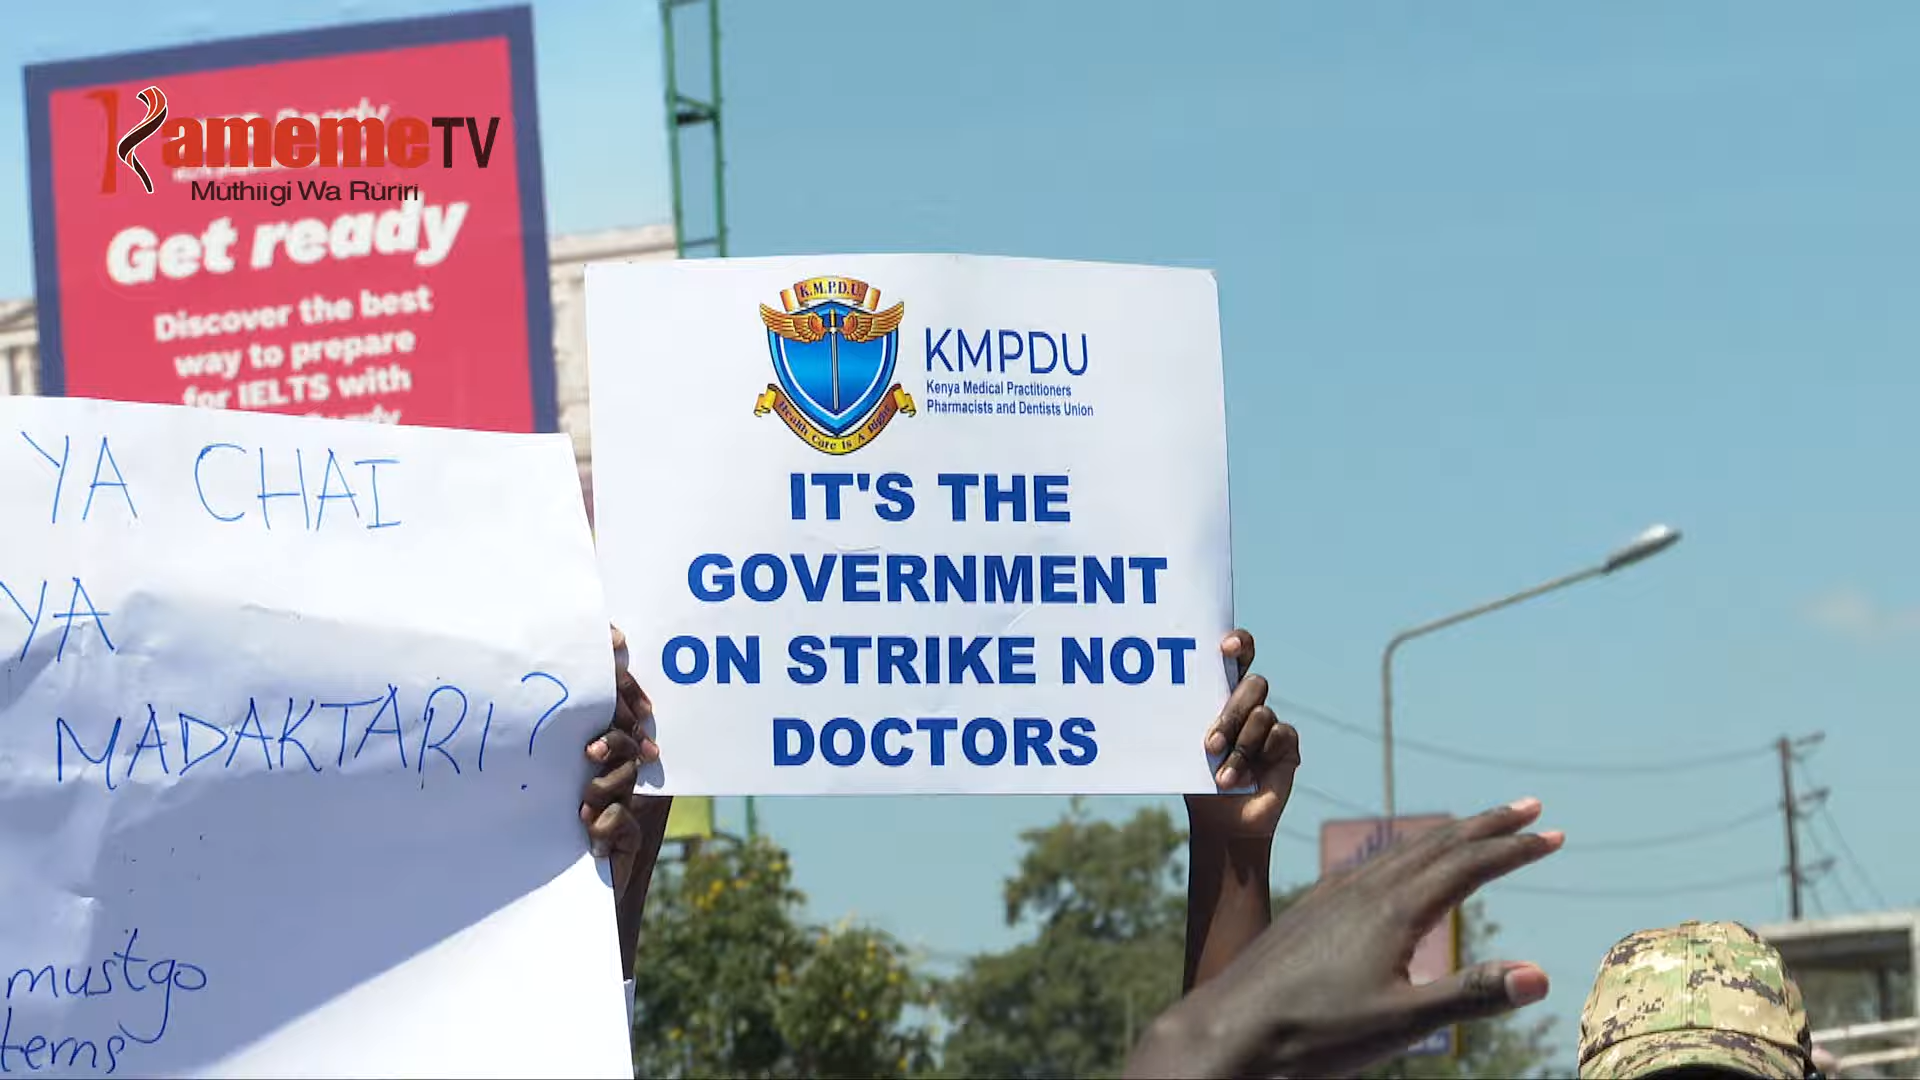 KamemeTV
Mũthiigi Wa Rũrĩrĩ
Get ready
Discover the best
way to prepare
for IELTS with
K.M.P.D.U.
Health Care Is A Right
KMPDU
Kenya Medical Practitioners
Pharmacists and Dentists Union
IT'S THE
GOVERNMENT
ON STRIKE NOT
DOCTORS
YA CHAI
YA
MADAKTARI?
mustgo
terns